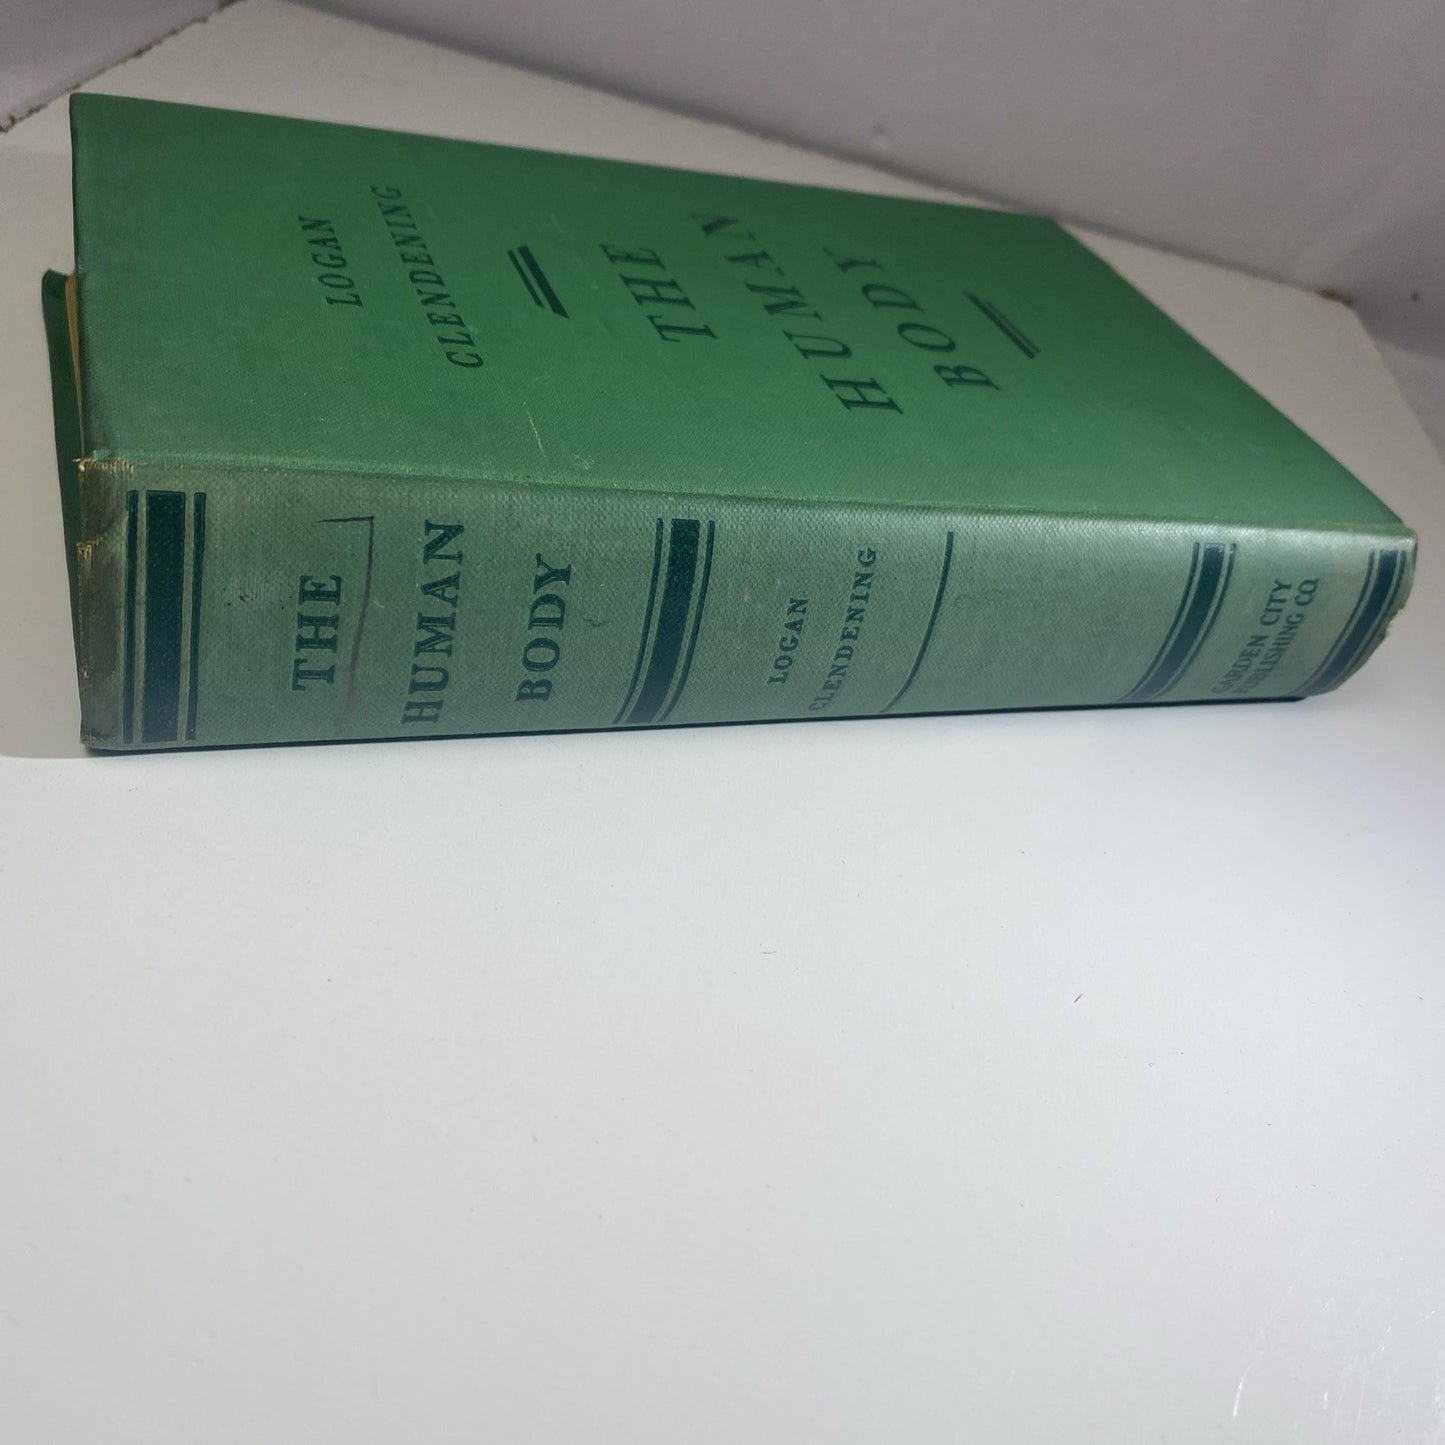 LOGAN
CLENDENING
THE
HUMAN
BODY
THE
HUMAN
BODY
LOGAN
CLENDENING
GARDEN CITY
PUBLISHING CO.